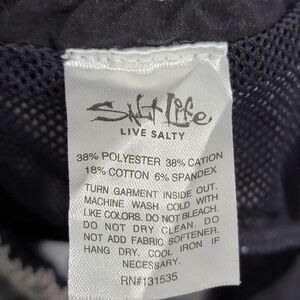 Salt Life
LIVE SALTY
38% POLYESTER 38% CATION
18% COTTON 6% SPANDEX
TURN GARMENT INSIDE OUT.
MACHINE WASH COLD WITH
LIKE COLORS. DO NOT BLEACH.
DO NOT DRY CLEAN. DO
NOT ADD FABRIC SOFTENER.
HANG DRY. COOL IRON IF
NECESSARY.
RN#131535